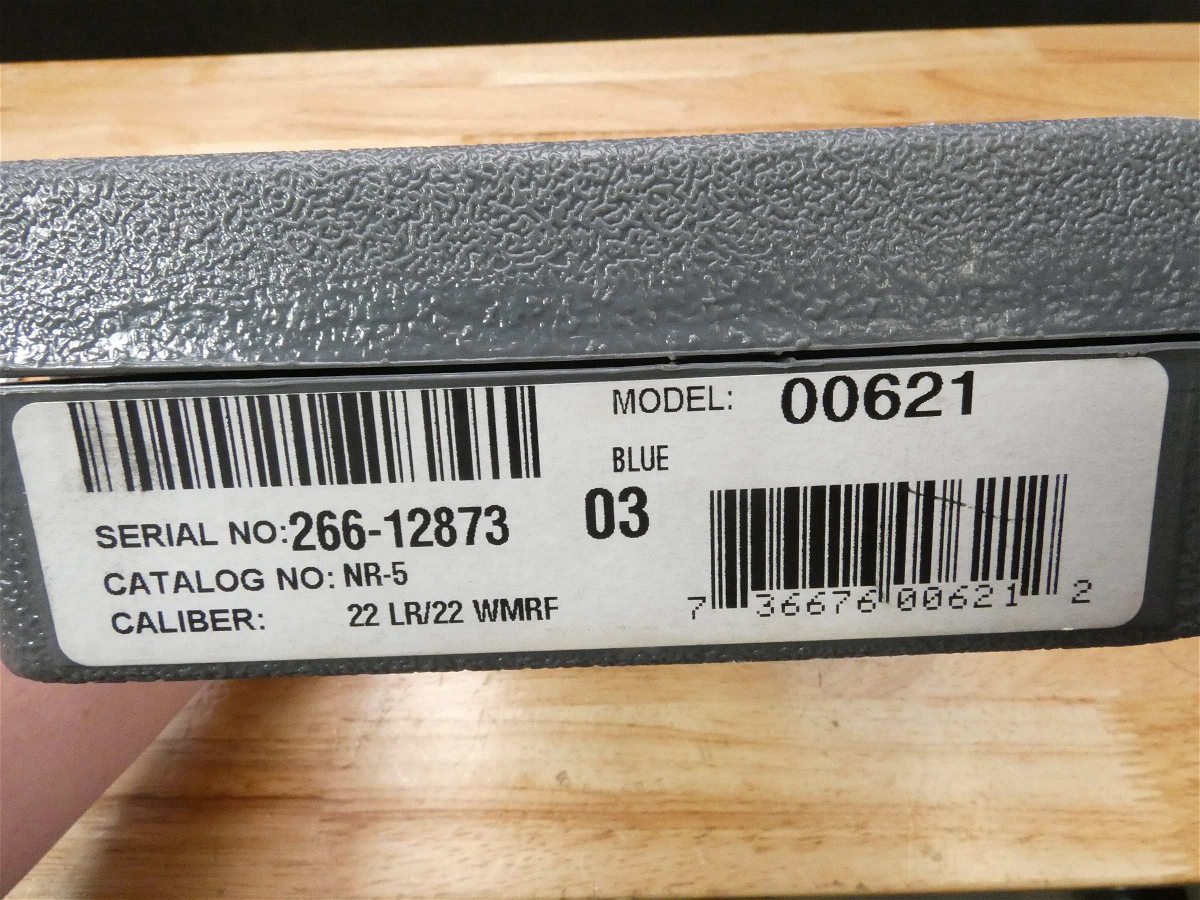 MODEL: 00621
BLUE
03
SERIAL NO:266-12873
CATALOG NO: NR-5
CALIBER: 22 LR/22 WMRF
7 36676 00621 2